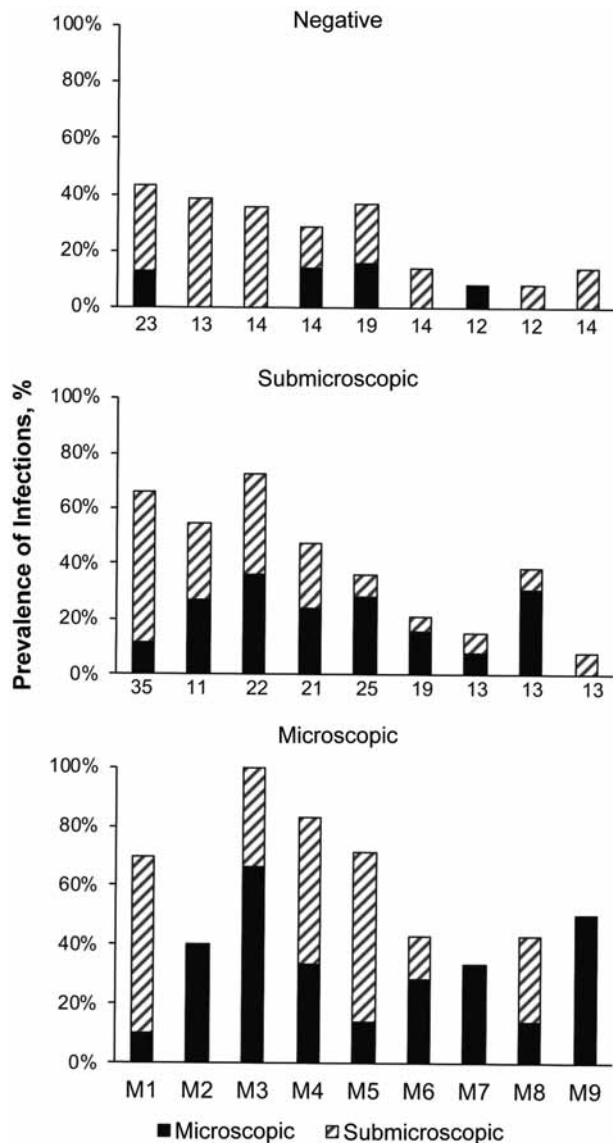 Negative
100%
80%
60%
40%
20%
0%
23 13 14 14 19 14 12 12 14
Submicroscopic
100%
80%
60%
40%
20%
0%
35 11 22 21 25 19 13 13 13
Prevalence of Infections, %
Microscopic
100%
80%
60%
40%
20%
0%
M1 M2 M3 M4 M5 M6 M7 M8 M9
Microscopic Submicroscopic